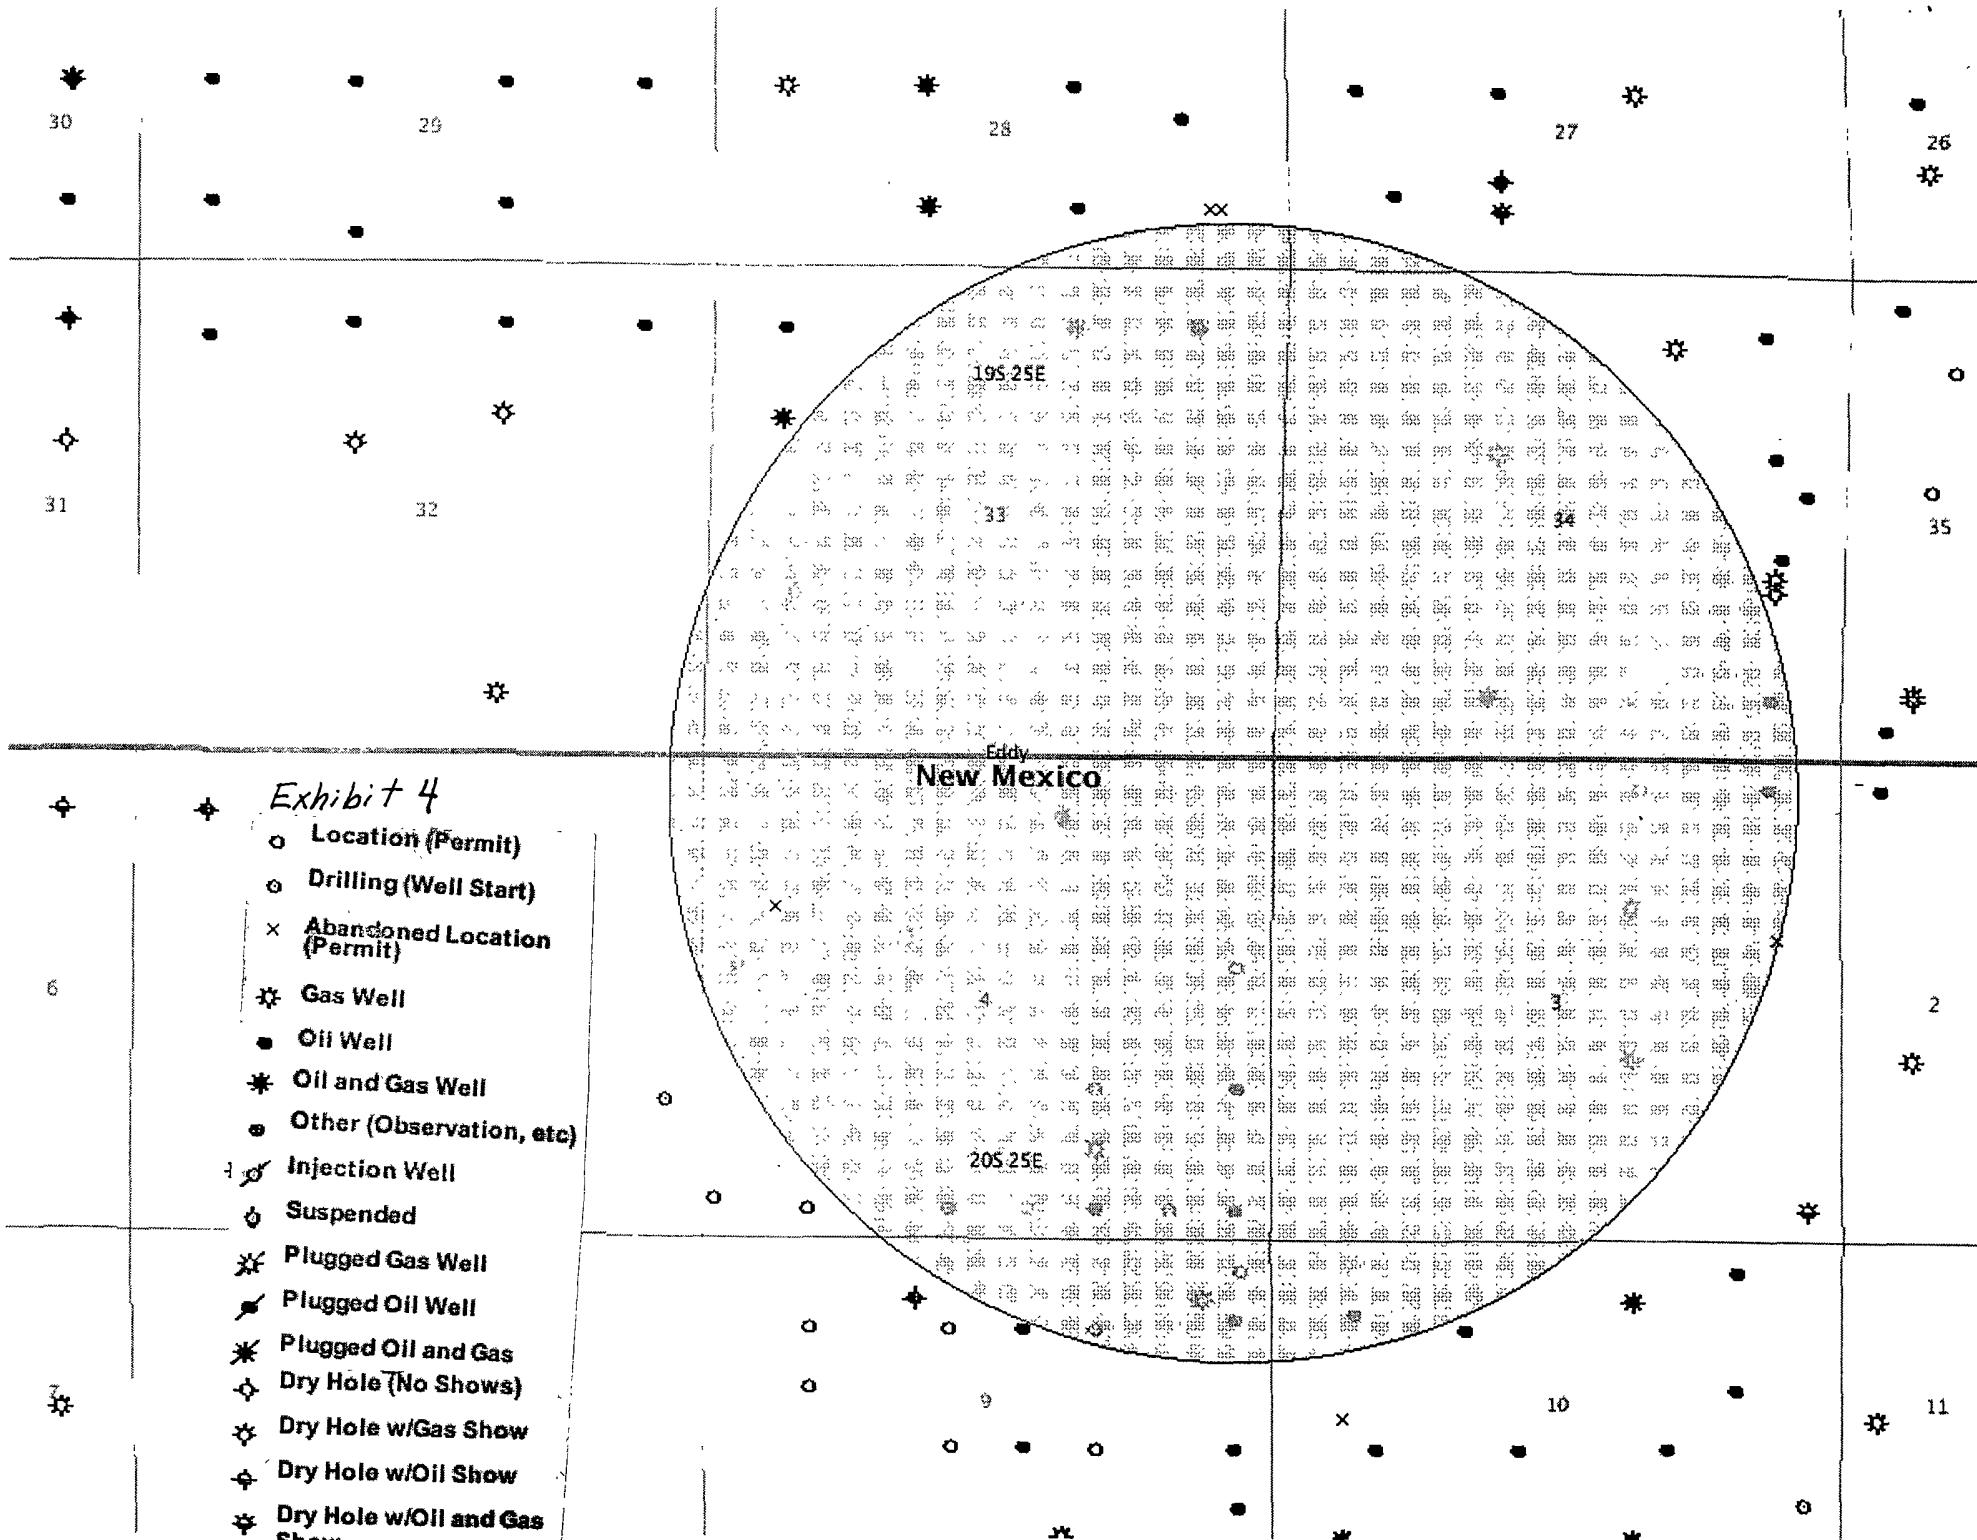 30
29
28
27
26
19S 25E
31
32
33
34
35
Eddy
New Mexico
Exhibit 4
Location (Permit)
Drilling (Well Start)
Abandoned Location
(Permit)
Gas Well
Oil Well
Oil and Gas Well
Other (Observation, etc)
Injection Well
Suspended
Plugged Gas Well
Plugged Oil Well
Plugged Oil and Gas
Dry Hole (No Shows)
Dry Hole w/Gas Show
Dry Hole w/Oil Show
Dry Hole w/Oil and Gas
Show
6
4
3
2
20S 25E
7
9
10
11